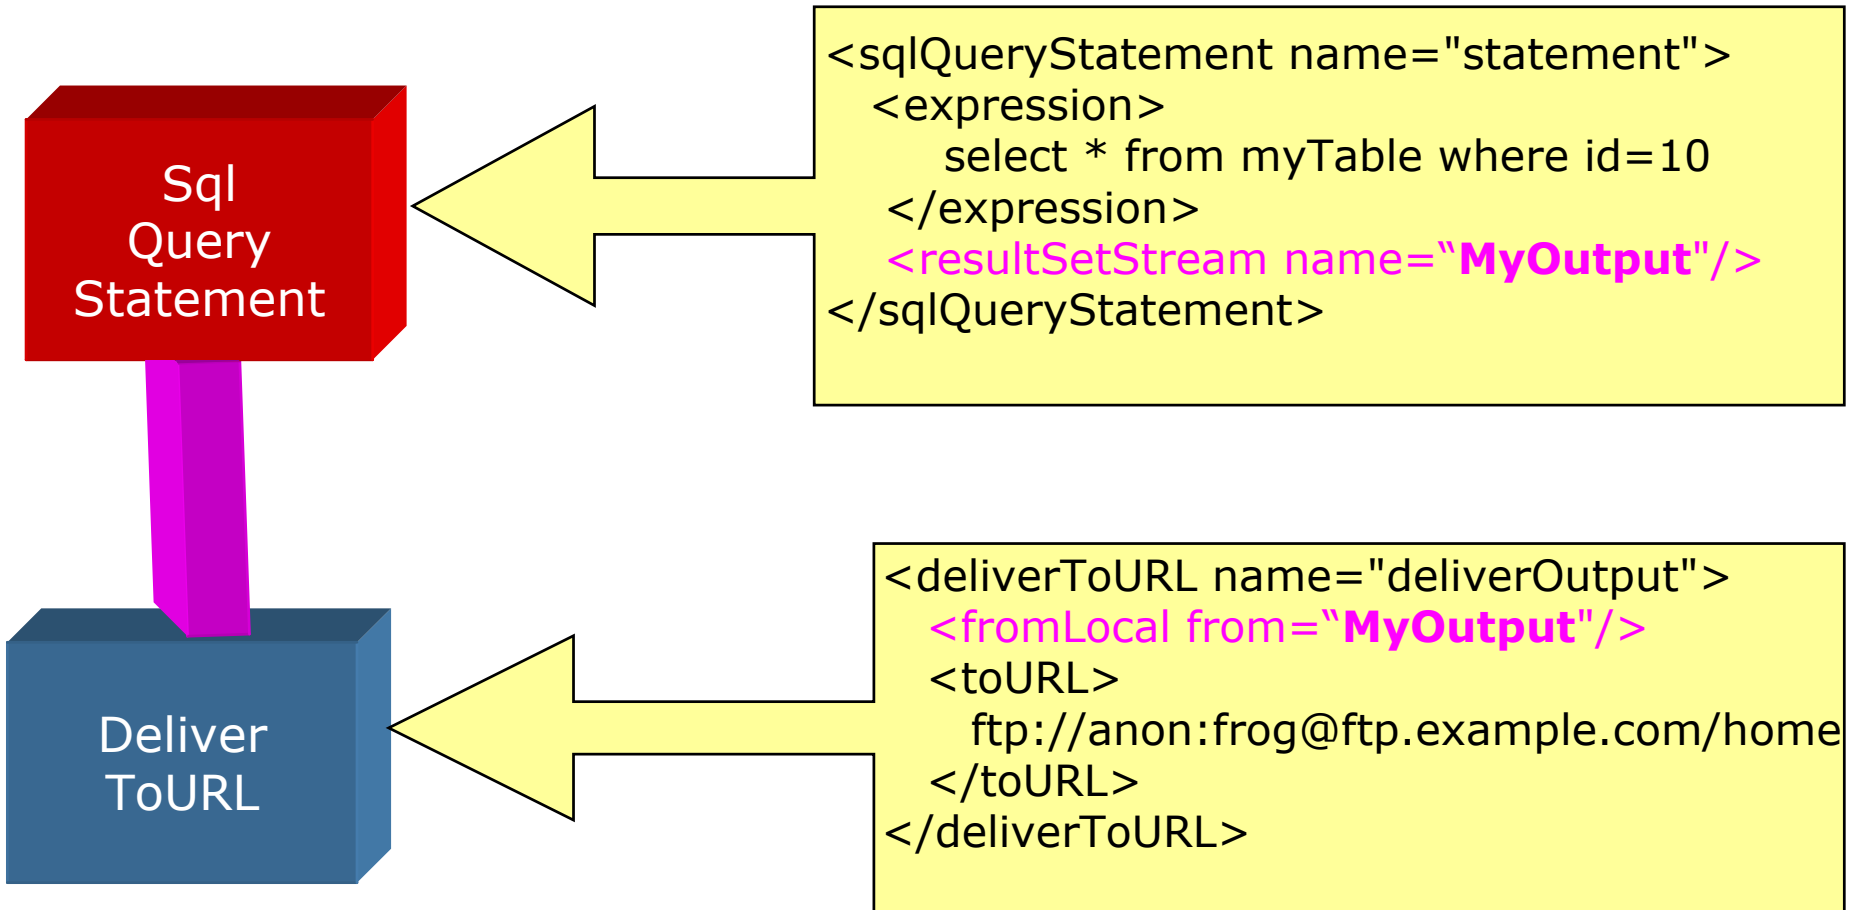 Sql
Query
Statement
<sqlQueryStatement name="statement">
<expression>
select * from myTable where id=10
</expression>
<resultSetStream name=“MyOutput"/>
</sqlQueryStatement>
Deliver
ToURL
<deliverToURL name="deliverOutput">
<fromLocal from=“MyOutput"/>
<toURL>
ftp://anon:frog@ftp.example.com/home
</toURL>
</deliverToURL>